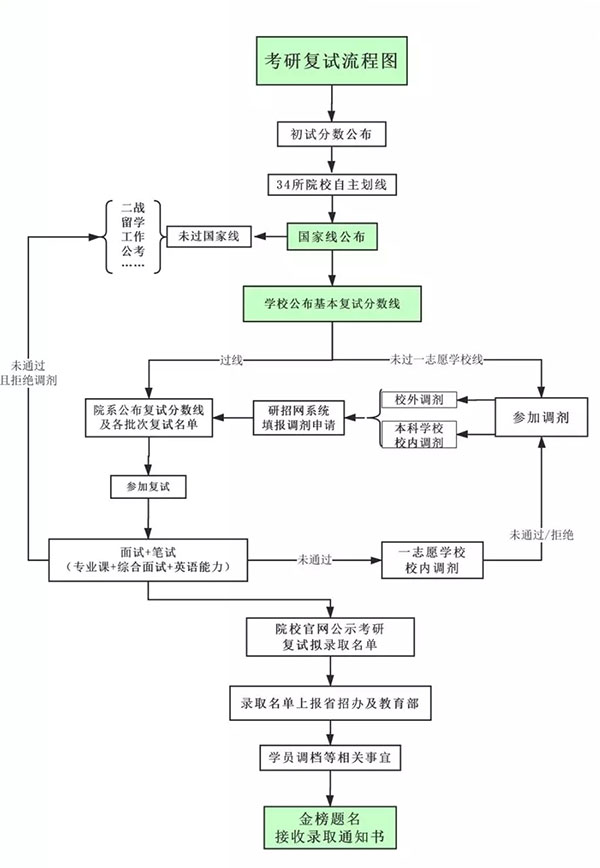 考研复试流程图
初试分数公布
34所院校自主划线
二战
留学
工作
公考
……
未过国家线
国家线公布
学校公布基本复试分数线
过线
未过一志愿学校线
未通过
且拒绝调剂
院系公布复试分数线
及各批次复试名单
研招网系统
填报调剂申请
校外调剂
本科学校
校内调剂
参加调剂
参加复试
未通过/拒绝
面试+笔试
（专业课+综合面试+英语能力）
未通过
一志愿学校
校内调剂
院校官网公示考研
复试拟录取名单
录取名单上报省招办及教育部
学员调档等相关事宜
金榜题名
接收录取通知书